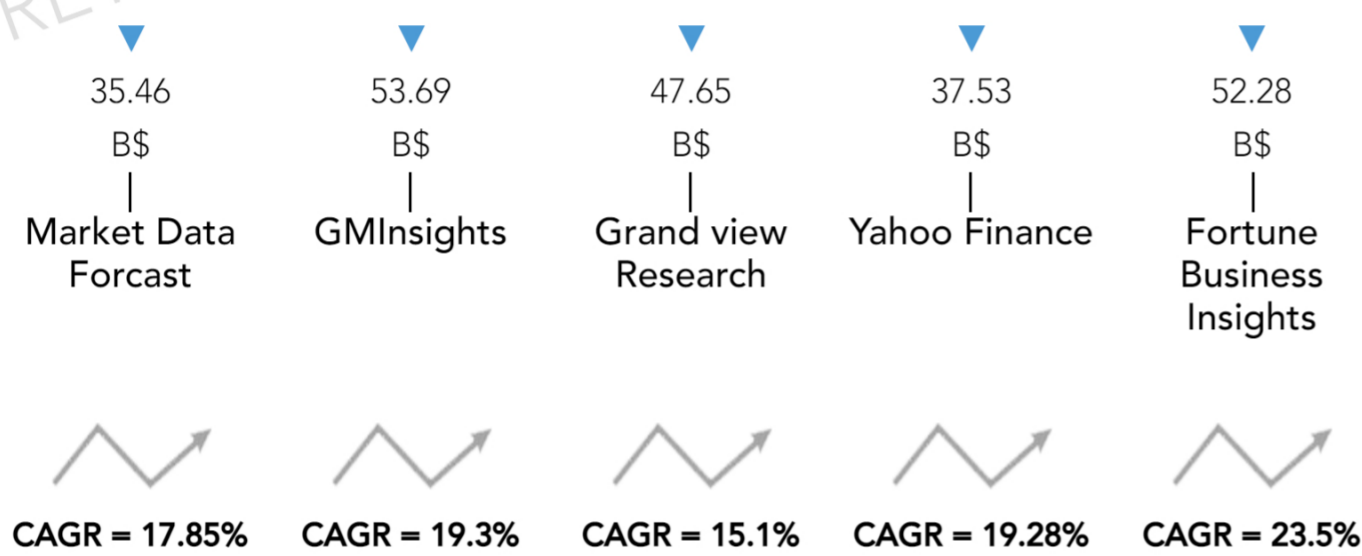 35.46
53.69
47.65
37.53
52.28
B$
B$
B$
B$
B$
Market Data
Forcast
GMInsights
Grand view
Research
Yahoo Finance
Fortune
Business
Insights
CAGR = 17.85%
CAGR = 19.3%
CAGR = 15.1%
CAGR = 19.28%
CAGR = 23.5%